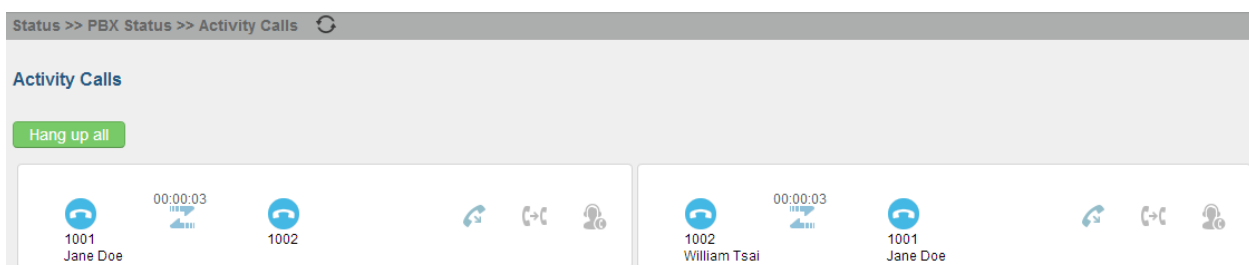 Status >> PBX Status >> Activity Calls
Activity Calls
Hang up all
00:00:03
1001
Jane Doe
1002
00:00:03
1002
William Tsai
1001
Jane Doe